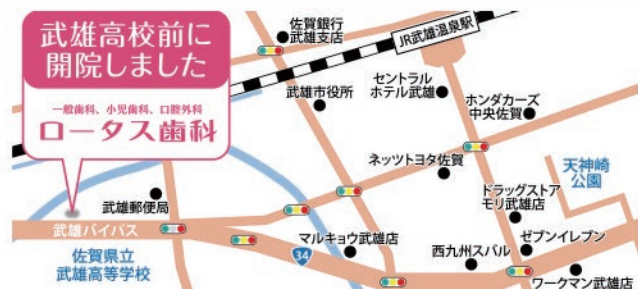 武雄高校前に
開院しました
一般歯科、小児歯科、口腔外科
ロータス歯科
佐賀銀行
武雄支店
JR武雄温泉駅
武雄市役所
セントラル
ホテル武雄
ホンダカーズ
中央佐賀
ネッツトヨタ佐賀
天神崎
公園
ドラッグストア
モリ武雄店
武雄郵便局
武雄バイパス
佐賀県立
武雄高等学校
34
マルキョウ武雄店
西九州スバル
ゼブンイレブン
ワークマン武雄店